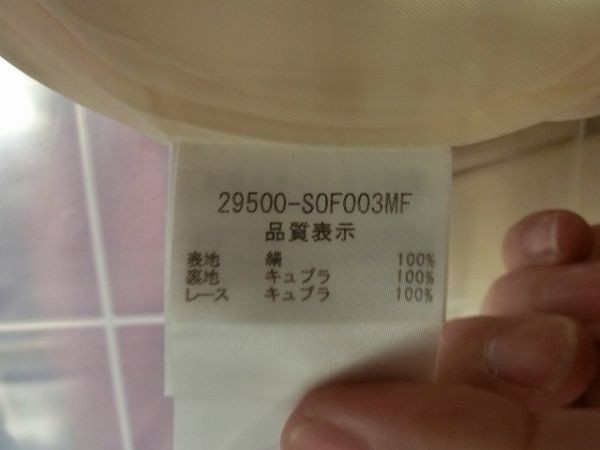 29500-S0F003MF
品質表示
表地 絹 100%
裏地 キュプラ 100%
レース キュプラ 100%